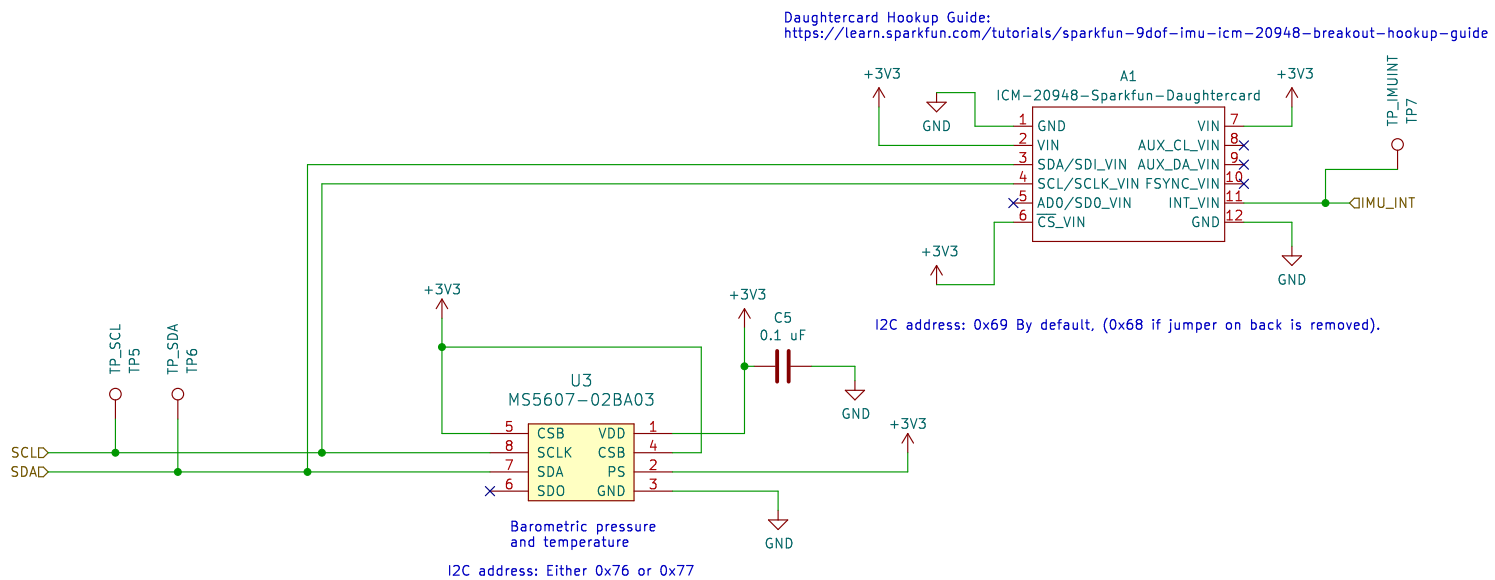 Daughtercard Hookup Guide:
https://learn.sparkfun.com/tutorials/sparkfun-9dof-imu-icm-20948-breakout-hookup-guide
+3V3
GND
A1
ICM-20948-Sparkfun-Daughtercard
+3V3
TP_IMUINT
TP7
1 GND
2 VIN
3 SDA/SDI_VIN
4 SCL/SCLK_VIN
5 AD0/SDO_VIN
6 CS_VIN
VIN 7
AUX_CL_VIN 8
AUX_DA_VIN 9
FSYNC_VIN 10
INT_VIN 11
GND 12
IMU_INT
+3V3
GND
I2C address: 0x69 By default, (0x68 if jumper on back is removed).
+3V3
+3V3
C5
0.1 uF
GND
TP_SCL
TP5
TP_SDA
TP6
U3
MS5607-02BA03
+3V3
SCL
SDA
5 CSB
8 SCLK
7 SDA
6 SDO
VDD 1
CSB 4
PS 2
GND 3
GND
Barometric pressure
and temperature
I2C address: Either 0x76 or 0x77